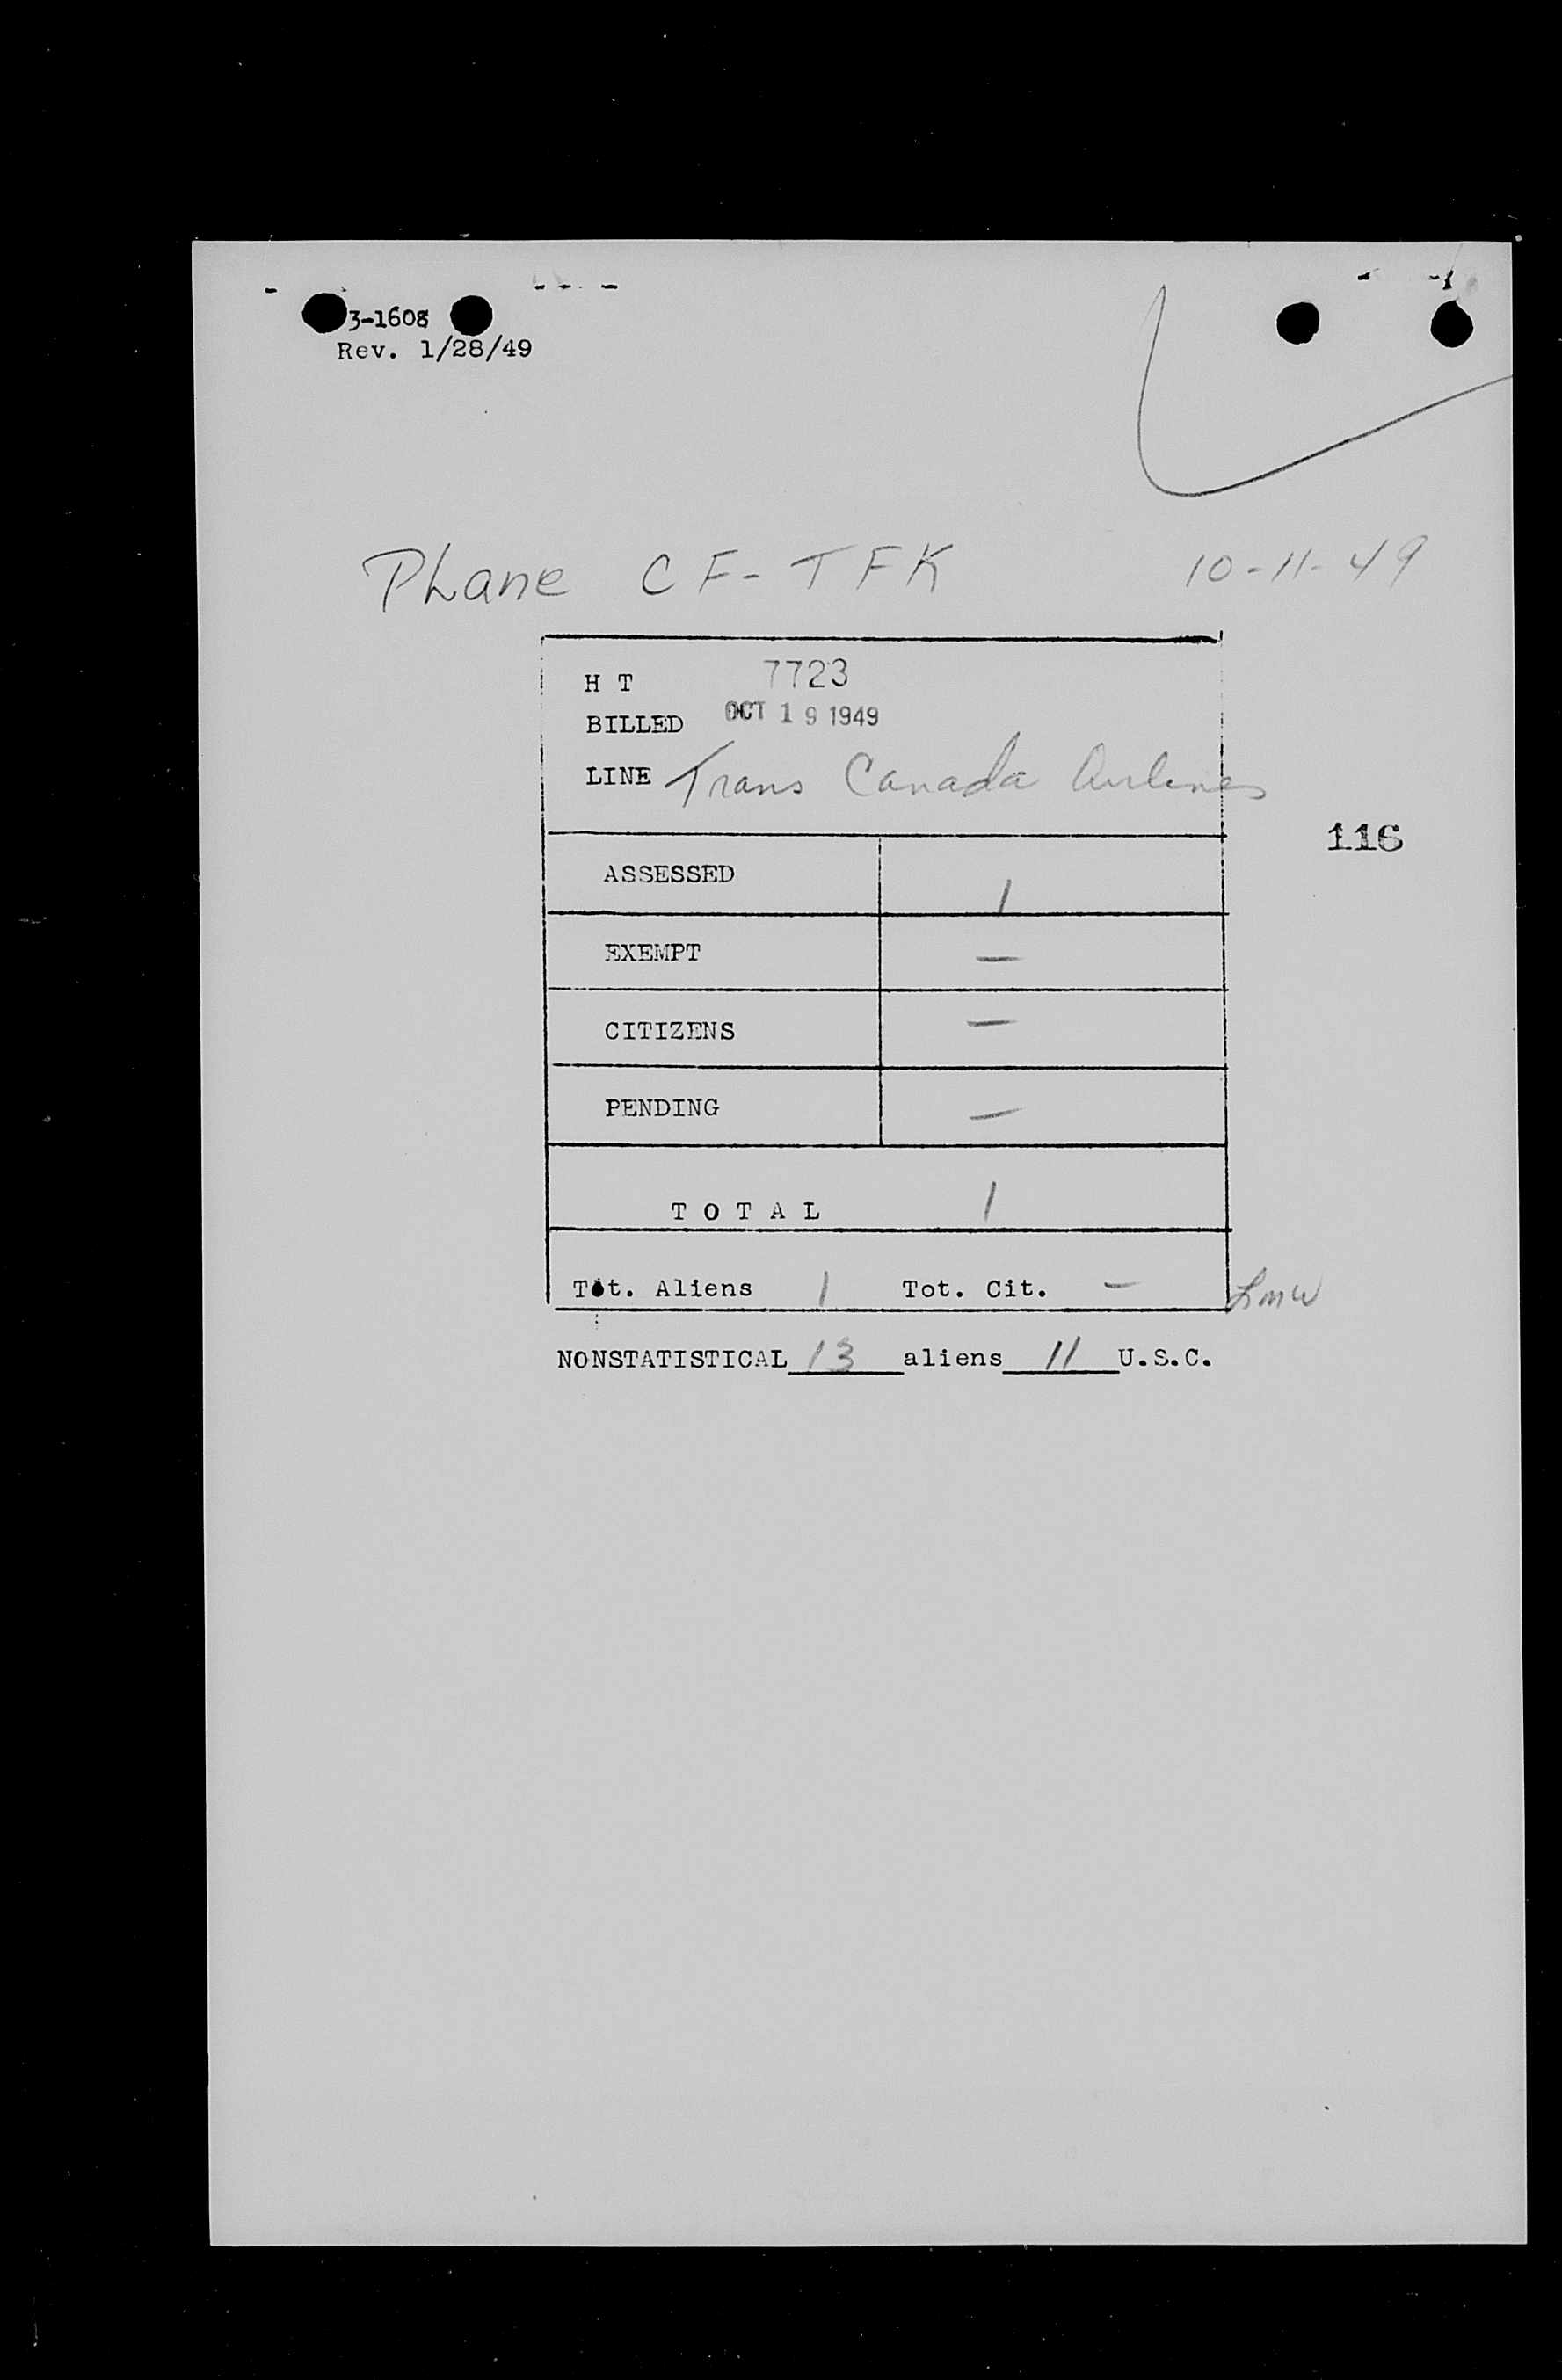 3-1608
Rev. 1/28/49
Plane CF-TFK 10-11-49
H T 7723
BILLED OCT 19 1949
LINE Trans Canada Airlines
116
ASSESSED 1
EXEMPT —
CITIZENS —
PENDING —
T O T A L 1
Tot. Aliens 1 Tot. Cit. —
LMW
NONSTATISTICAL 13 aliens 11 U.S.C.